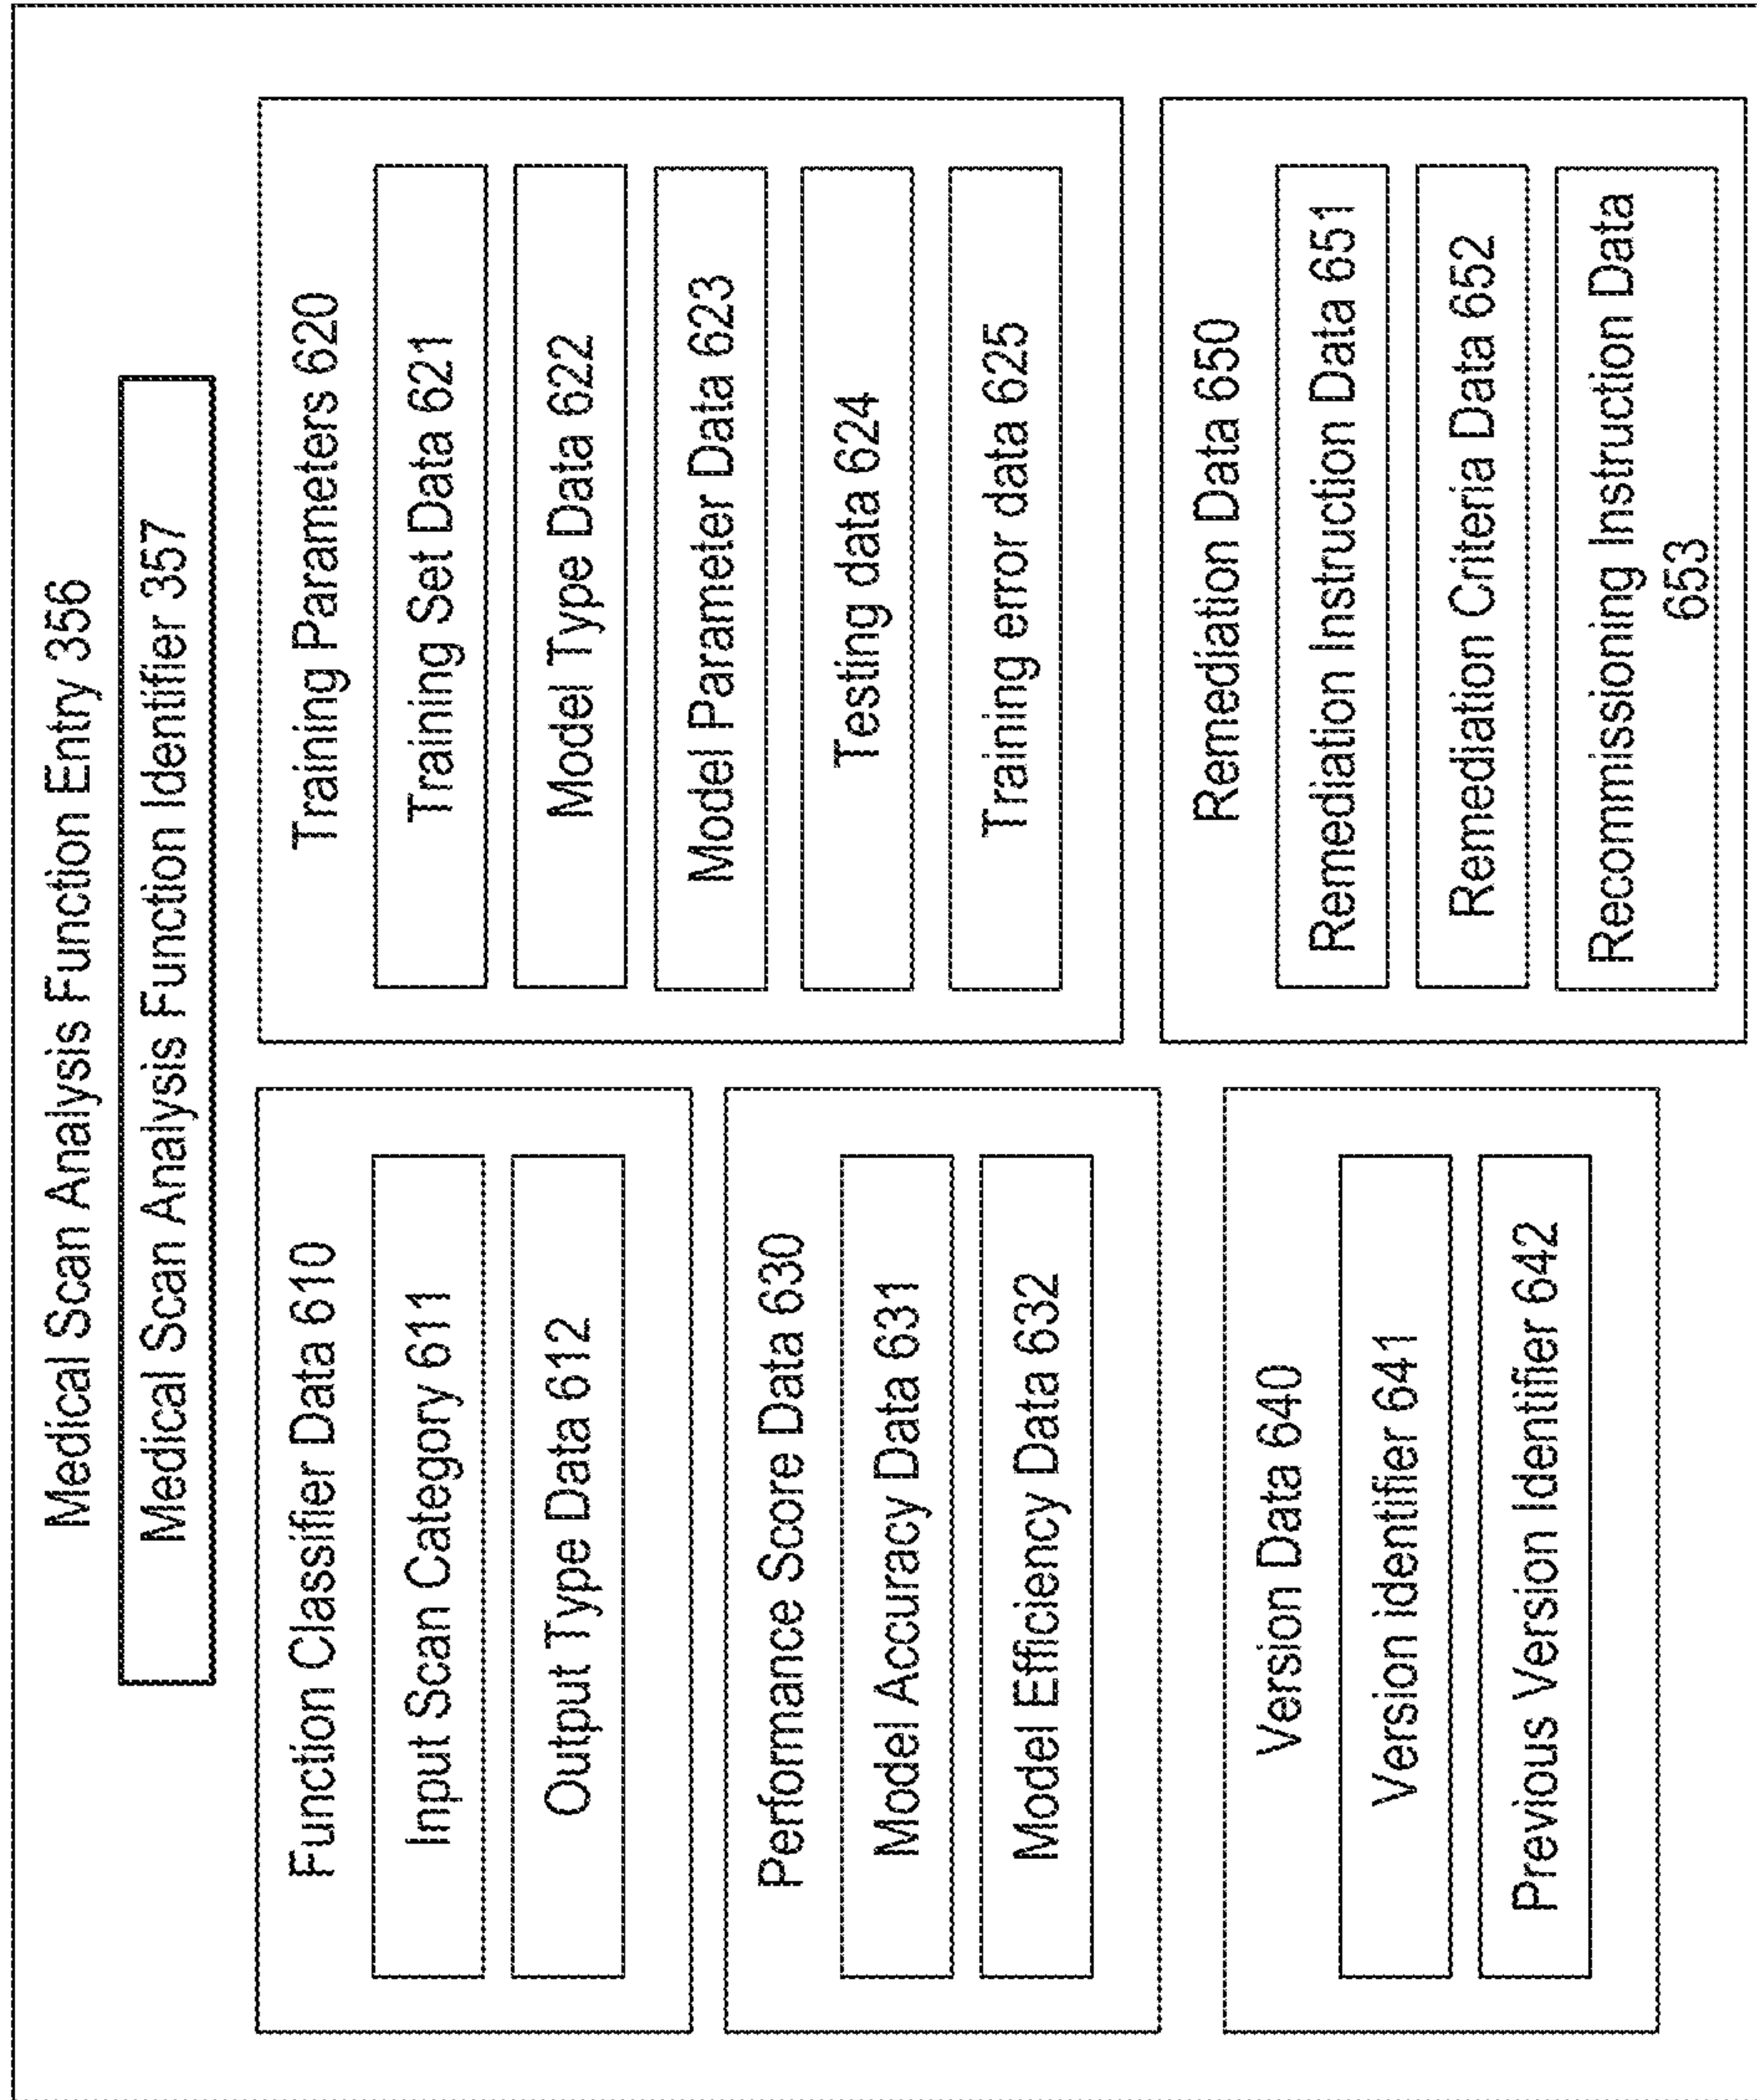 Medical Scan Analysis Function Entry 356
Medical Scan Analysis Function Identifier 357
Function Classifier Data 610
Input Scan Category 611
Output Type Data 612
Performance Score Data 630
Model Accuracy Data 631
Model Efficiency Data 632
Version Data 640
Version identifier 641
Previous Version Identifier 642
Training Parameters 620
Training Set Data 621
Model Type Data 622
Model Parameter Data 623
Testing data 624
Training error data 625
Remediation Data 650
Remediation Instruction Data 651
Remediation Criteria Data 652
Recommissioning Instruction Data
653